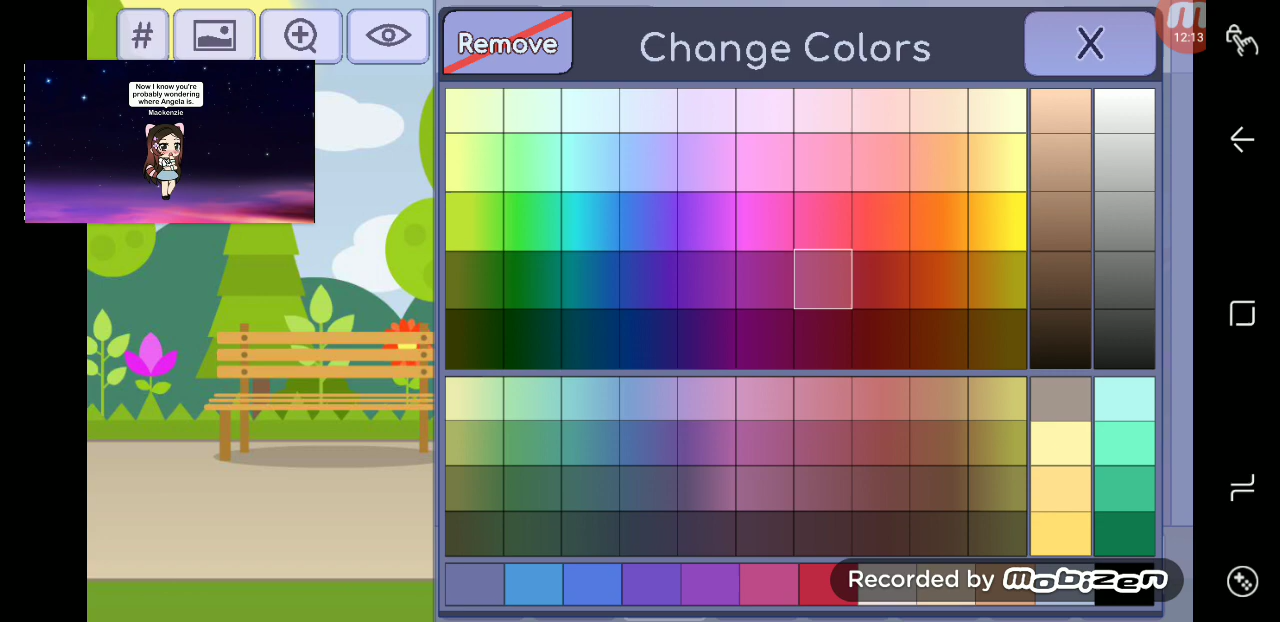 #
Remove
Change Colors
X
12:13
Now I know you're
probably wondering
where Angela is.
Mackenzie
Recorded by mobizen